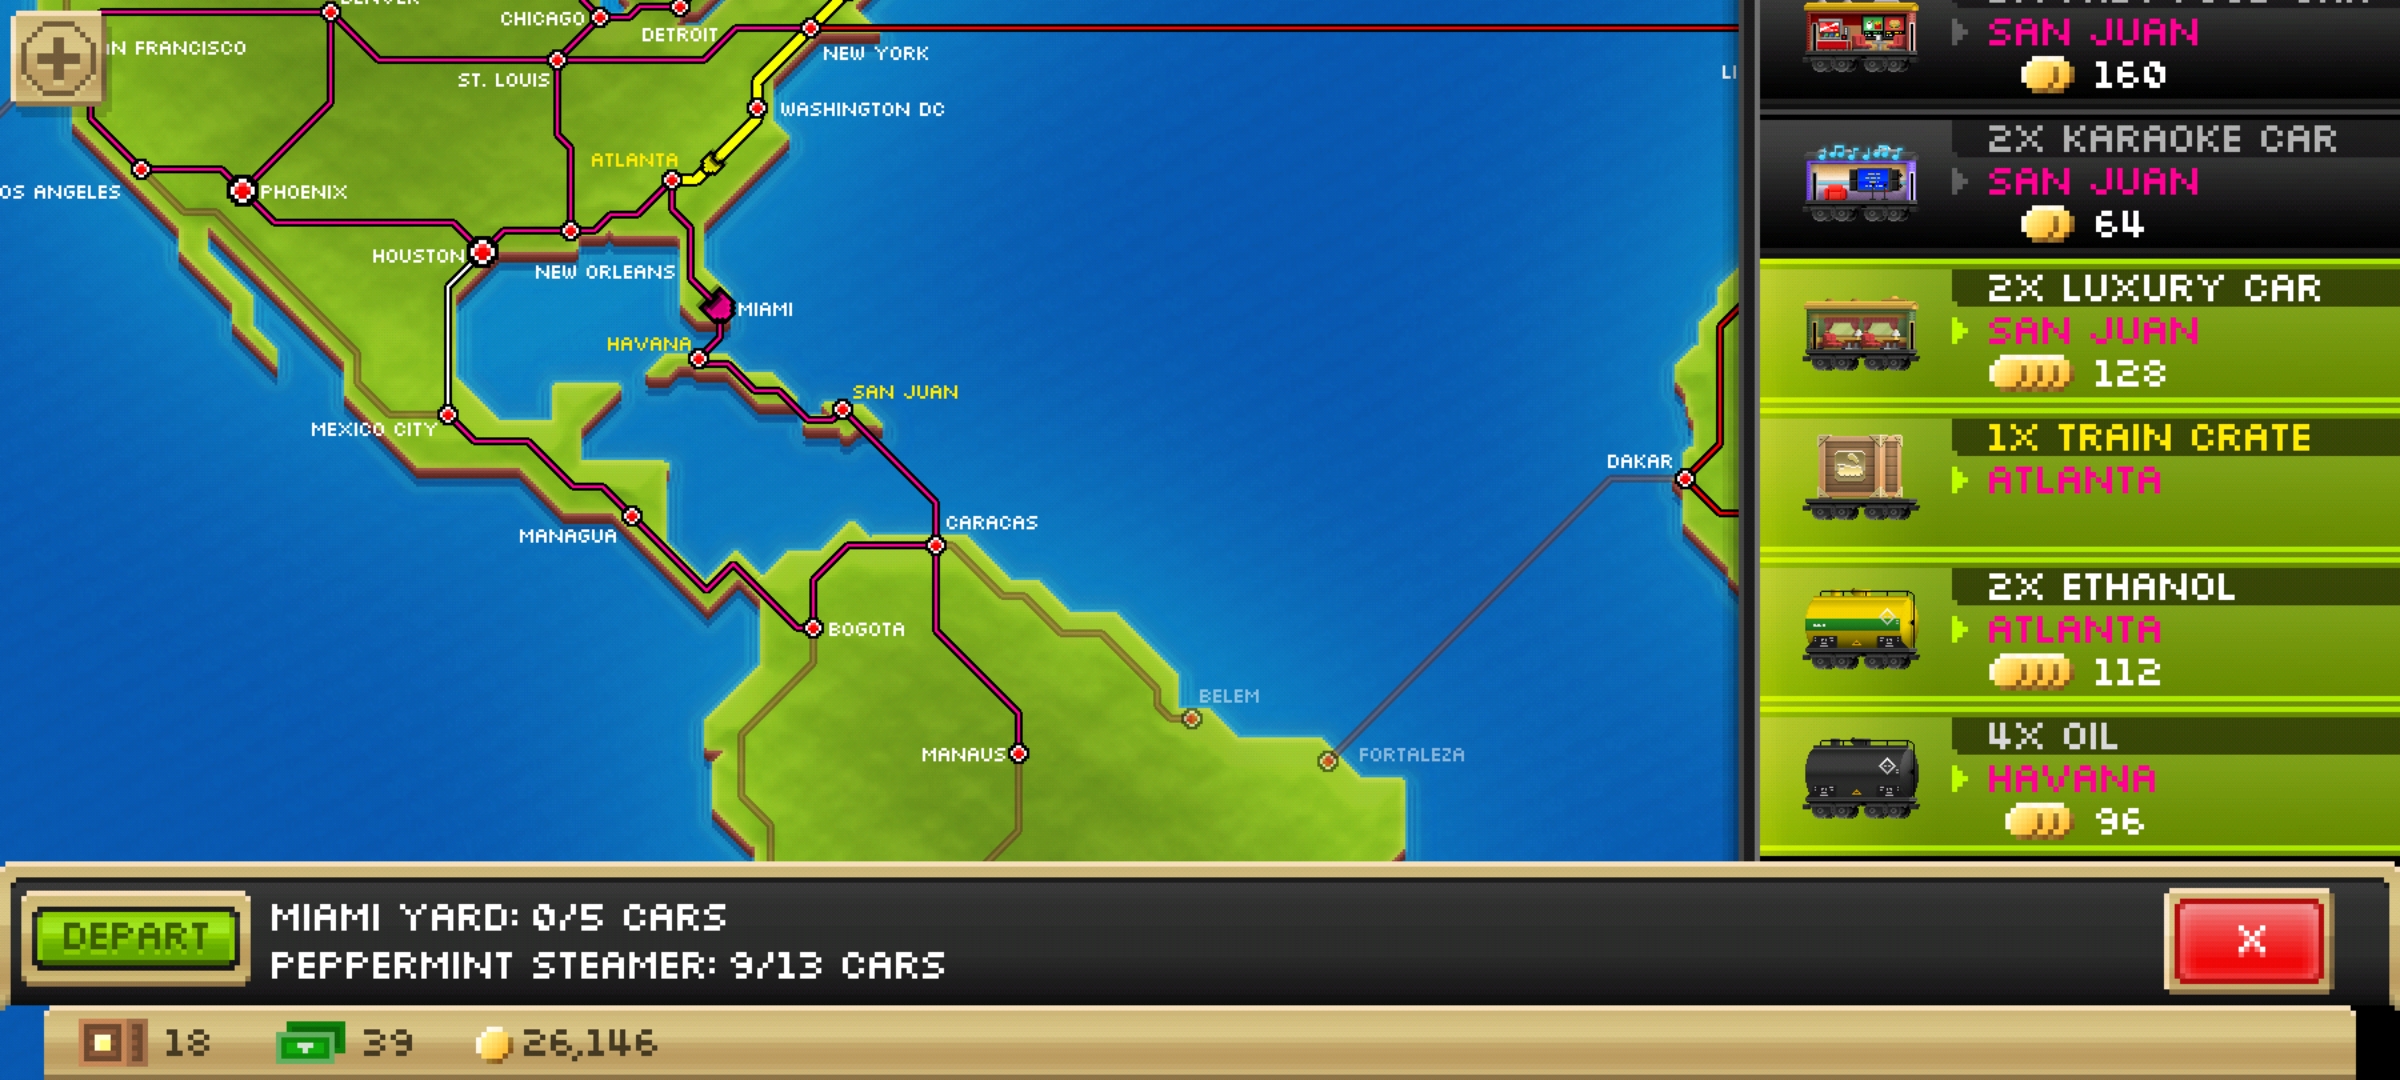 CHICAGO
DETROIT
N FRANCISCO
NEW YORK
ST. LOUIS
WASHINGTON DC
ATLANTA
OS ANGELES
PHOENIX
HOUSTON
NEW ORLEANS
MIAMI
HAVANA
SAN JUAN
MEXICO CITY
DAKAR
CARACAS
MANAGUA
BOGOTA
BELEM
MANAUS
FORTALEZA
LI
SAN JUAN
160
2X KARAOKE CAR
SAN JUAN
64
2X LUXURY CAR
SAN JUAN
128
1X TRAIN CRATE
ATLANTA
2X ETHANOL
ATLANTA
112
4X OIL
HAVANA
96
DEPART
MIAMI YARD: 0/5 CARS
PEPPERMINT STEAMER: 9/13 CARS
X
18
39
26,146